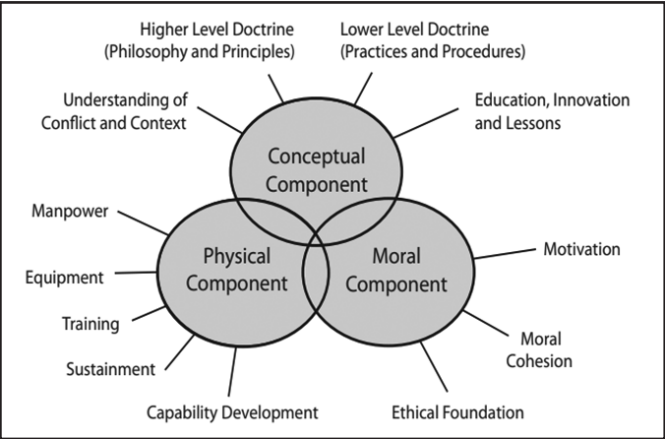 Higher Level Doctrine
(Philosophy and Principles)
Lower Level Doctrine
(Practices and Procedures)
Understanding of
Conflict and Context
Education, Innovation
and Lessons
Conceptual
Component
Manpower
Equipment
Training
Sustainment
Capability Development
Physical
Component
Moral
Component
Motivation
Moral
Cohesion
Ethical Foundation